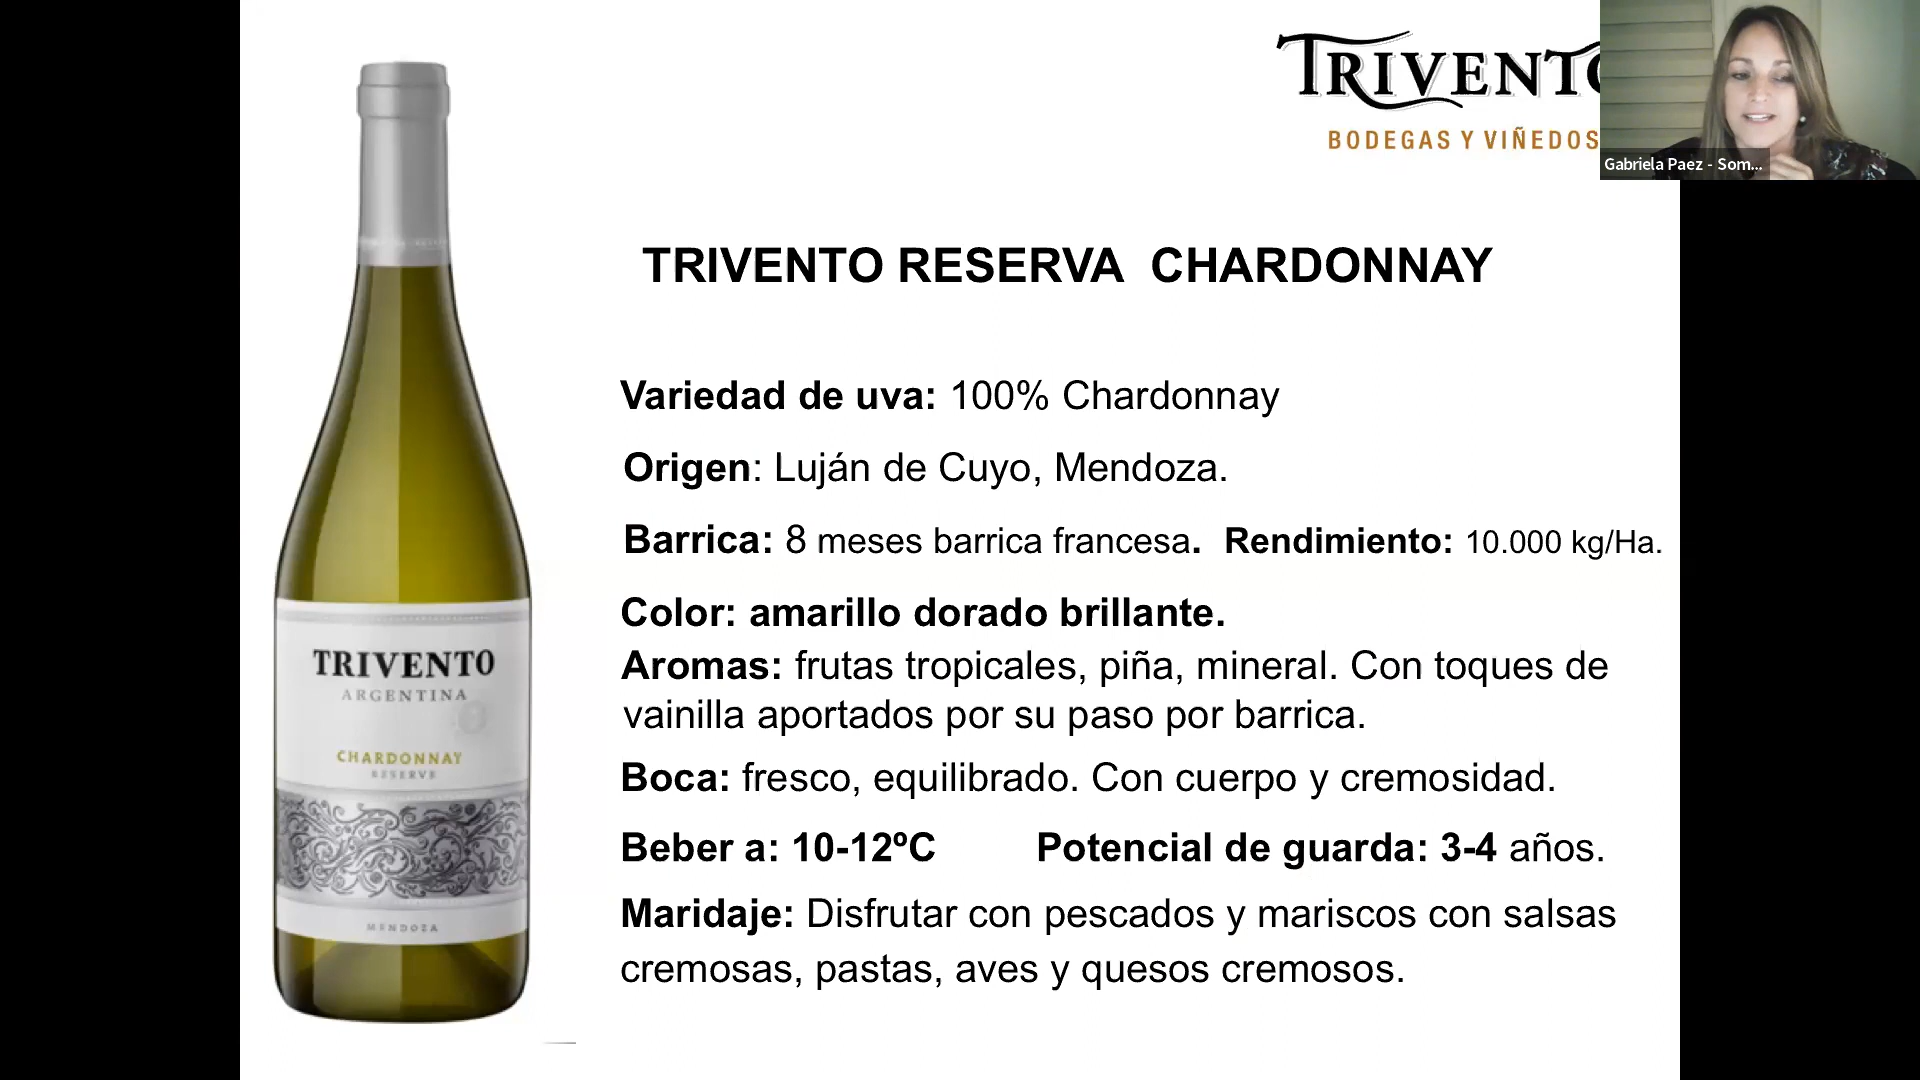 TRIVENTO
BODEGAS Y VIÑEDOS
Gabriela Paez - Som...
TRIVENTO RESERVA CHARDONNAY
Variedad de uva: 100% Chardonnay
Origen: Luján de Cuyo, Mendoza.
Barrica: 8 meses barrica francesa. Rendimiento: 10.000 kg/Ha.
Color: amarillo dorado brillante.
Aromas: frutas tropicales, piña, mineral. Con toques de
vainilla aportados por su paso por barrica.
Boca: fresco, equilibrado. Con cuerpo y cremosidad.
Beber a: 10-12ºC Potencial de guarda: 3-4 años.
Maridaje: Disfrutar con pescados y mariscos con salsas
cremosas, pastas, aves y quesos cremosos.
TRIVENTO
ARGENTINA
CHARDONNAY
RESERVE
MENDOZA